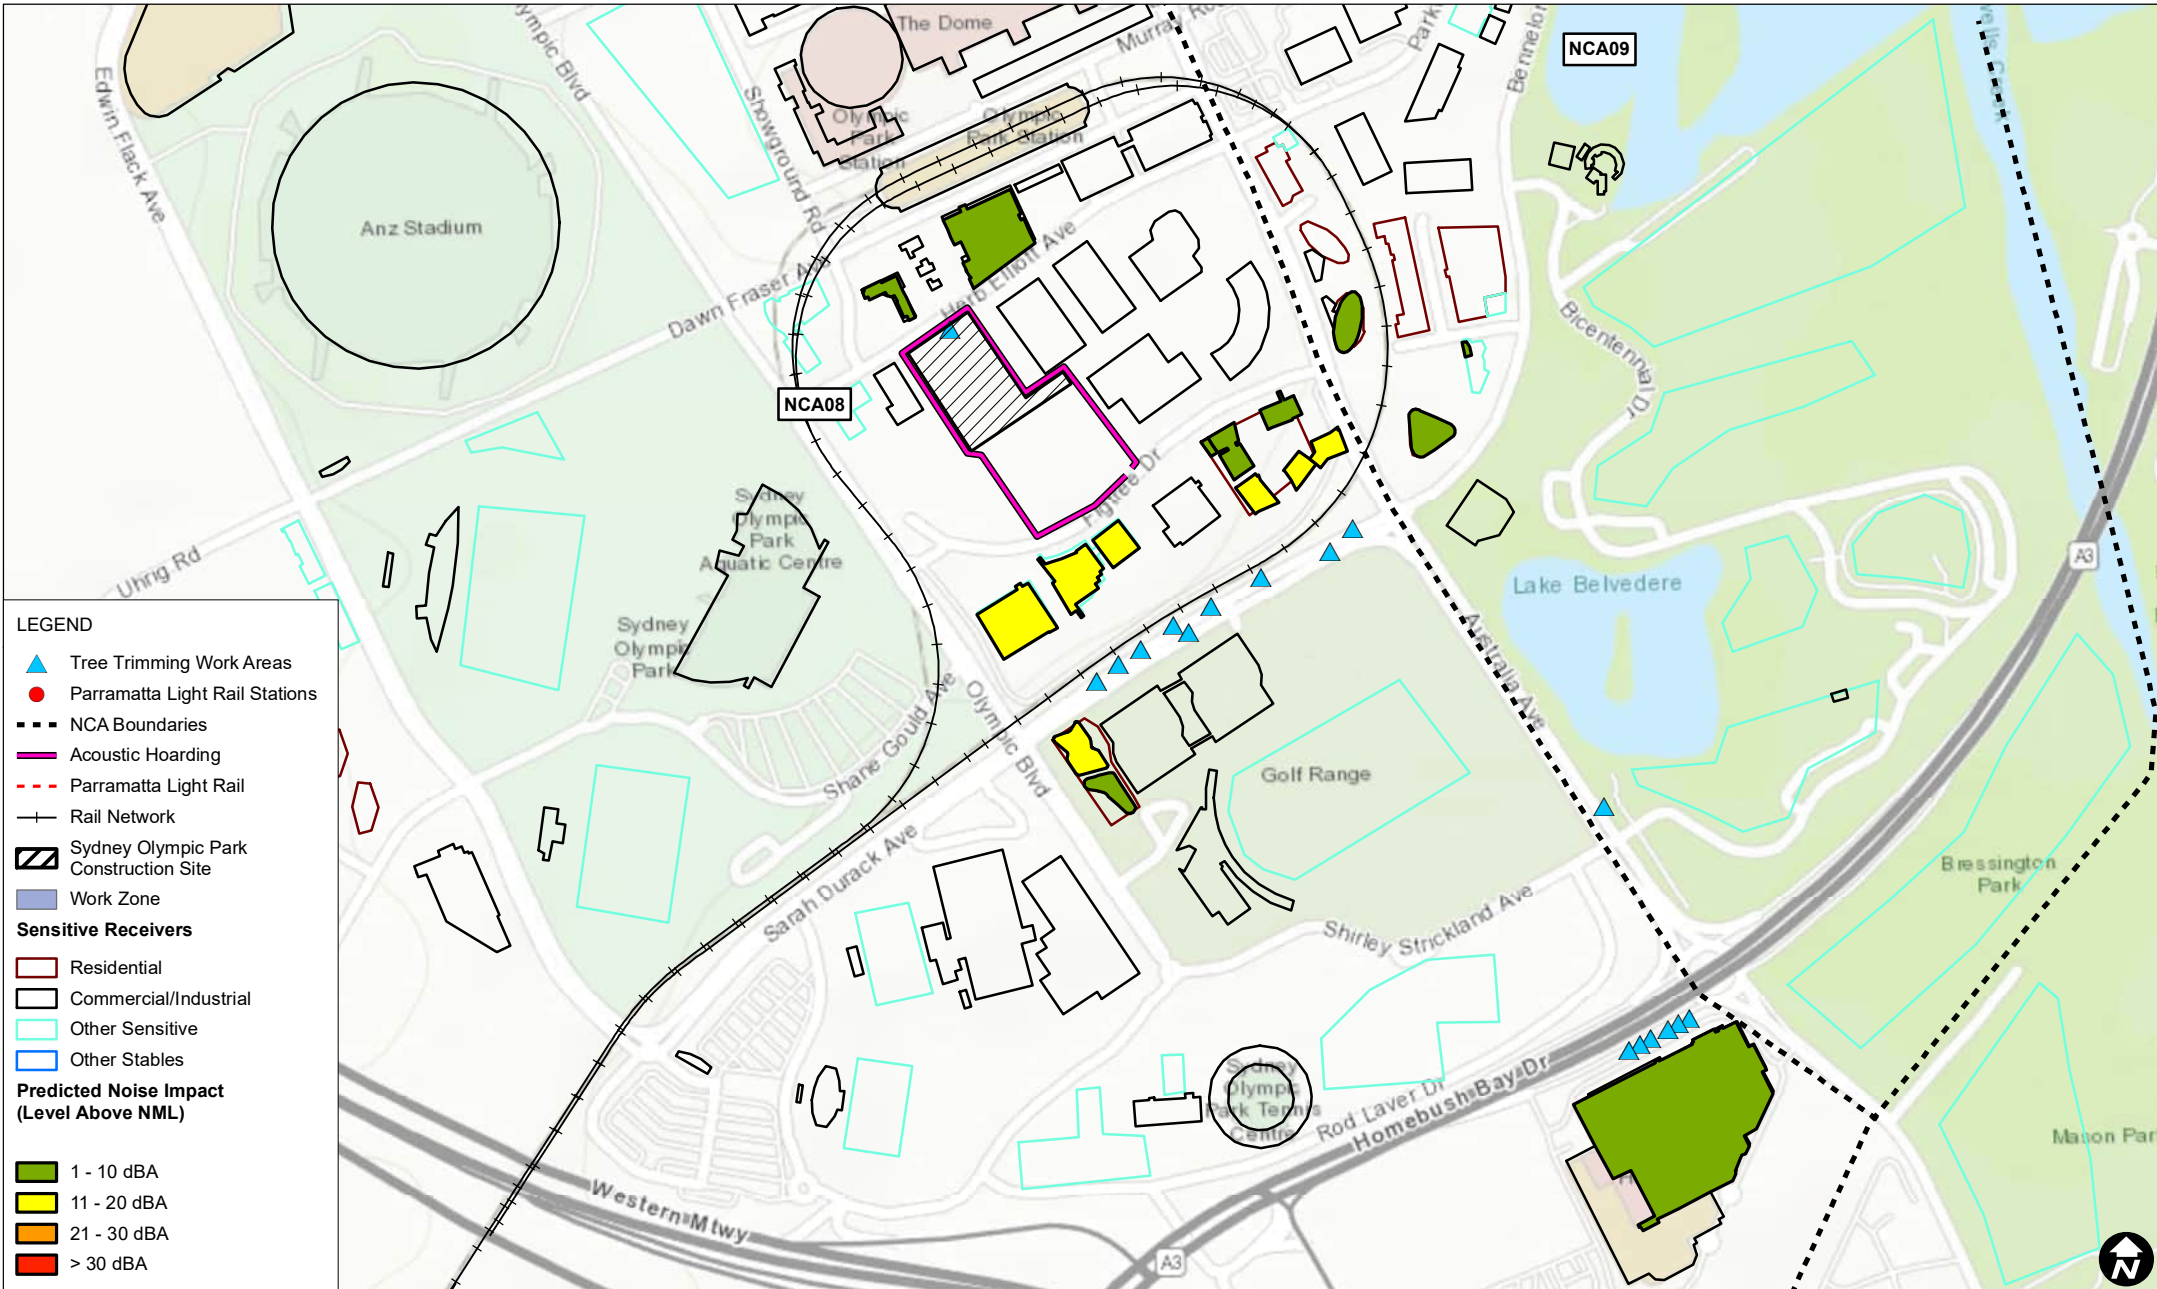 The Dome
Murray Ro
Park
Bennelon
NCA09
wells Creek
Edwin Flack Ave
ympic Blvd
Showground Rd
Olympic
Park
Station
Olympic
Park Station
Anz Stadium
Dawn Fraser Ave
Herb Elliott Ave
Bicentennial Dr
NCA08
Figtree Dr
Sydney
Olympic
Park
Aquatic Centre
Uhrig Rd
A3
Lake Belvedere
Sydney
Olympic
Park
Australia Ave
Shane Gould Ave
Olympic Blvd
Golf Range
Sarah Durack Ave
Shirley Strickland Ave
Bressington
Park
Sydney
Olympic
Park Tennis
Centre
Rod Laver Dr
Homebush Bay Dr
Mason Par
Western Mtwy
A3
H
N
LEGEND
Tree Trimming Work Areas
Parramatta Light Rail Stations
NCA Boundaries
Acoustic Hoarding
Parramatta Light Rail
Rail Network
Sydney Olympic Park
Construction Site
Work Zone
Sensitive Receivers
Residential
Commercial/Industrial
Other Sensitive
Other Stables
Predicted Noise Impact
(Level Above NML)
1 - 10 dBA
11 - 20 dBA
21 - 30 dBA
> 30 dBA